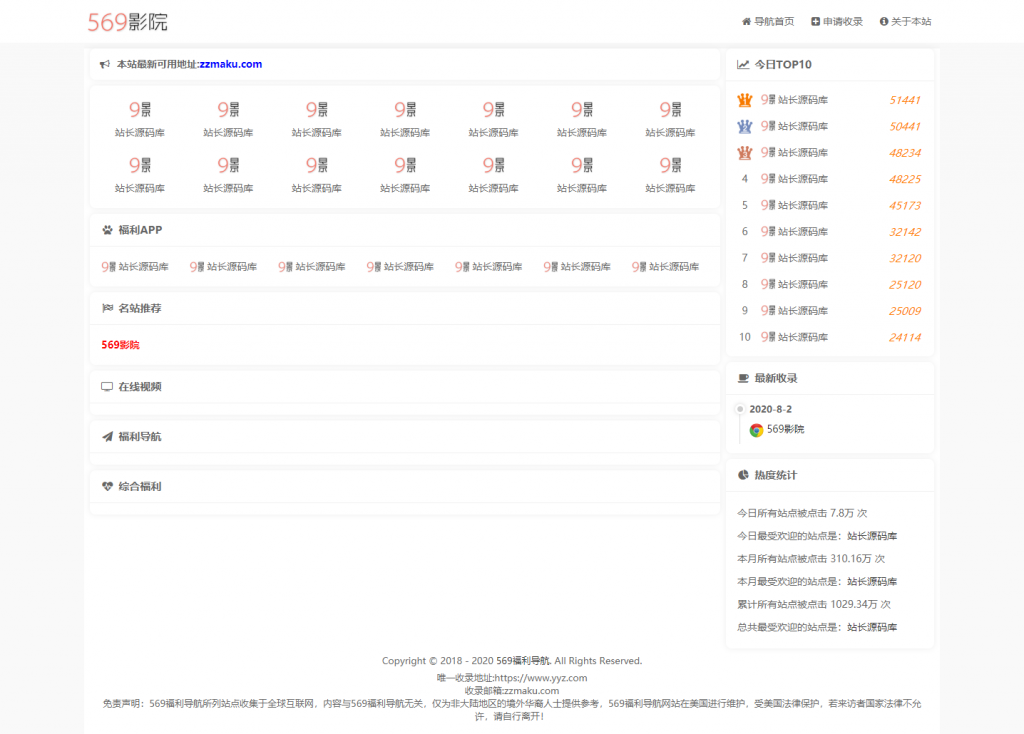 569影院
导航首页 申请收录 关于本站
本站最新可用地址:zzmaku.com
9景 9景 9景 9景 9景 9景 9景
站长源码库 站长源码库 站长源码库 站长源码库 站长源码库 站长源码库 站长源码库
9景 9景 9景 9景 9景 9景 9景
站长源码库 站长源码库 站长源码库 站长源码库 站长源码库 站长源码库 站长源码库
福利APP
9景 站长源码库 9景 站长源码库 9景 站长源码库 9景 站长源码库 9景 站长源码库 9景 站长源码库 9景 站长源码库
名站推荐
569影院
在线视频
福利导航
综合福利
今日TOP10
9景 站长源码库 51441
9景 站长源码库 50441
9景 站长源码库 48234
4 9景 站长源码库 48225
5 9景 站长源码库 45173
6 9景 站长源码库 32142
7 9景 站长源码库 32120
8 9景 站长源码库 25120
9 9景 站长源码库 25009
10 9景 站长源码库 24114
最新收录
2020-8-2
569影院
热度统计
今日所有站点被点击 7.8万 次
今日最受欢迎的站点是：站长源码库
本月所有站点被点击 310.16万 次
本月最受欢迎的站点是：站长源码库
累计所有站点被点击 1029.34万 次
总共最受欢迎的站点是：站长源码库
Copyright © 2018 - 2020 569福利导航. All Rights Reserved.
唯一收录地址:https://www.yyz.com
收录邮箱:zzmaku.com
免责声明：569福利导航所列站点收集于全球互联网，内容与569福利导航无关，仅为非大陆地区的境外华裔人士提供参考，569福利导航网站在美国进行维护，受美国法律保护，若来访者国家法律不允
许，请自行离开！